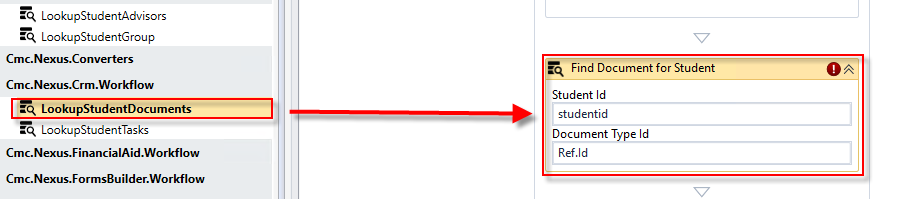 LookupStudentAdvisors
LookupStudentGroup
Cmc.Nexus.Converters
Cmc.Nexus.Crm.Workflow
LookupStudentDocuments
LookupStudentTasks
Cmc.Nexus.FinancialAid.Workflow
Cmc.Nexus.FormsBuilder.Workflow
Find Document for Student
Student Id
studentid
Document Type Id
Ref.Id